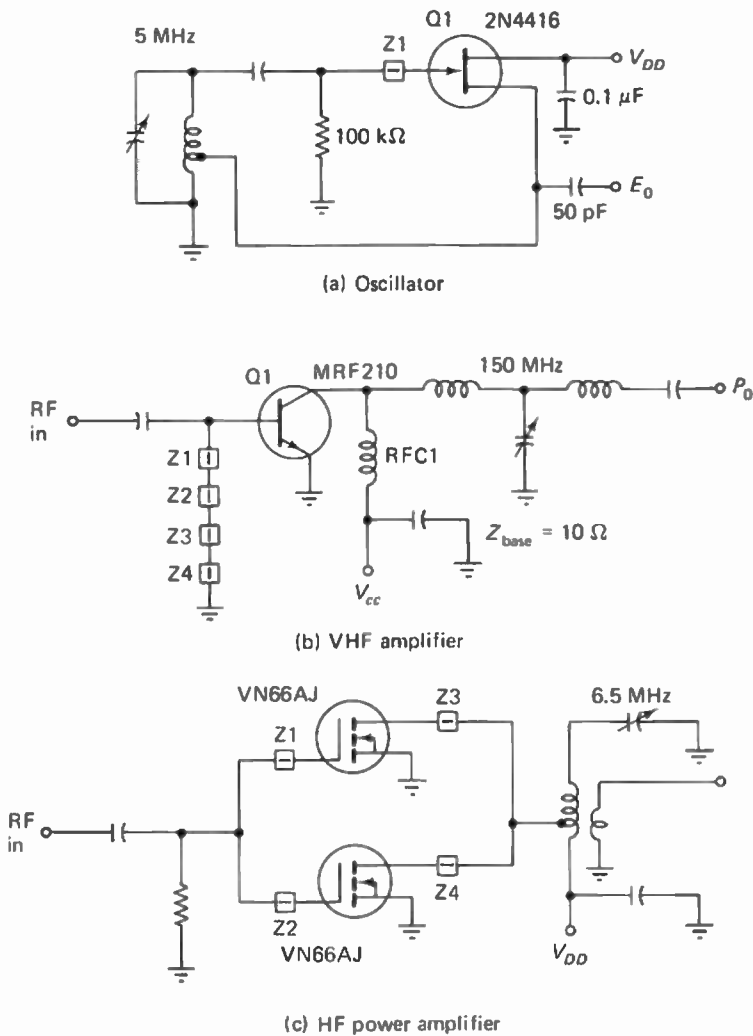 Q1 2N4416
5 MHz
Z1
V_DD
0.1 μF
100 kΩ
E_0
50 pF
(a) Oscillator
MRF210
150 MHz
Q1
P_0
RF
in
RFC1
Z1
Z2
Z3
Z_base = 10 Ω
Z4
V_cc
(b) VHF amplifier
VN66AJ
Z3
6.5 MHz
Z1
RF
in
Z4
Z2
VN66AJ
V_DD
(c) HF power amplifier